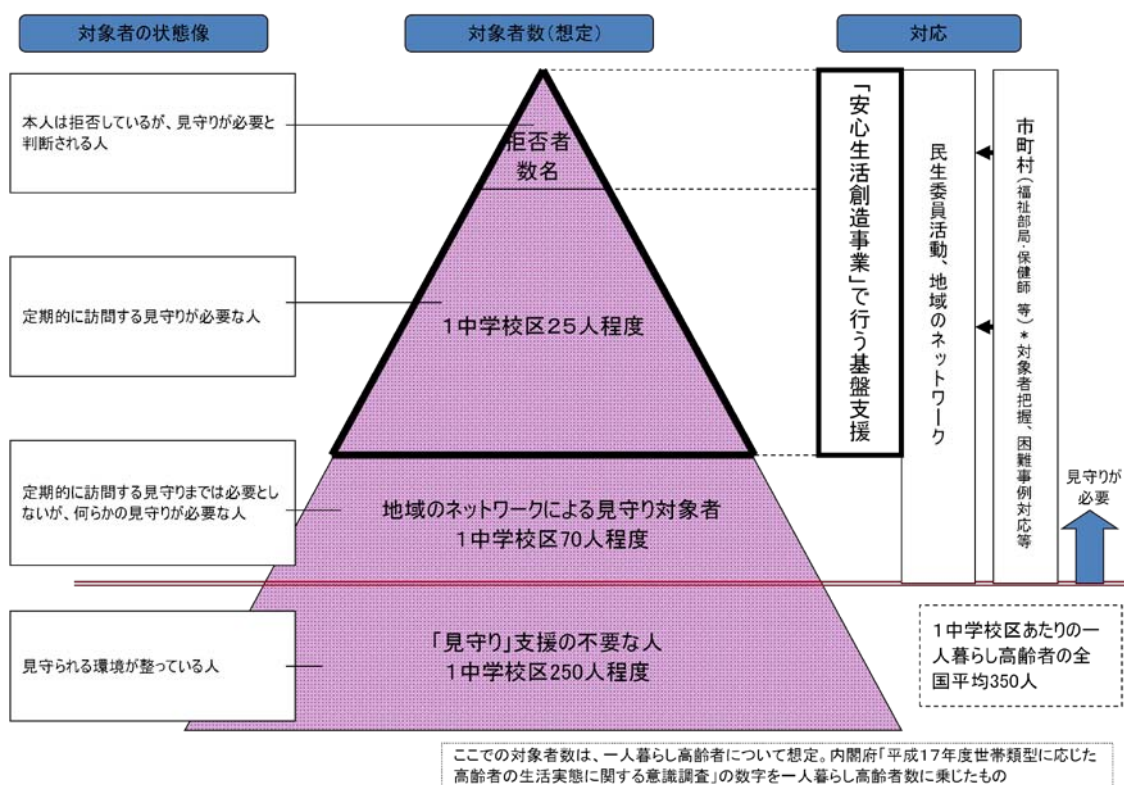 対象者の状態像
対象者数(想定)
対応
本人は拒否しているが、見守りが必要と
判断される人
定期的に訪問する見守りが必要な人
定期的に訪問する見守りまでは必要とし
ないが、何らかの見守りが必要な人
見守られる環境が整っている人
拒否者
数名
1中学校区25人程度
地域のネットワークによる見守り対象者
1中学校区70人程度
「見守り」支援の不要な人
1中学校区250人程度
「安心生活創造事業」で行う基盤支援
民生委員活動、地域のネットワーク
市町村(福祉部局・保健師 等)*対象者把握、困難事例対応等
見守りが
必要
1中学校区あたりの一
人暮らし高齢者の全
国平均350人
ここでの対象者数は、一人暮らし高齢者について想定。内閣府「平成17年度世帯類型に応じた
高齢者の生活実態に関する意識調査」の数字を一人暮らし高齢者数に乗じたもの